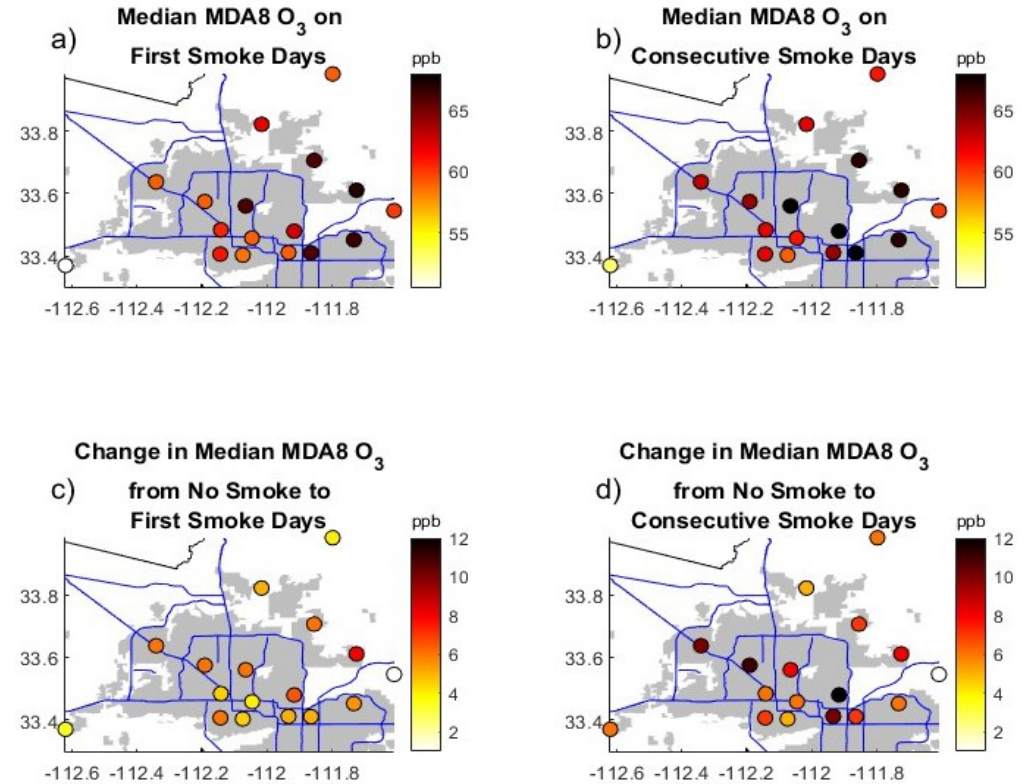 a)
Median MDA8 O3 on
First Smoke Days
ppb
65
60
55
33.8
33.6
33.4
-112.6 -112.4 -112.2 -112 -111.8
b)
Median MDA8 O3 on
Consecutive Smoke Days
ppb
65
60
55
33.8
33.6
33.4
-112.6 -112.4 -112.2 -112 -111.8
c)
Change in Median MDA8 O3
from No Smoke to
First Smoke Days
ppb
12
10
8
6
4
2
33.8
33.6
33.4
-112.6 -112.4 -112.2 -112 -111.8
d)
Change in Median MDA8 O3
from No Smoke to
Consecutive Smoke Days
ppb
12
10
8
6
4
2
33.8
33.6
33.4
-112.6 -112.4 -112.2 -112 -111.8